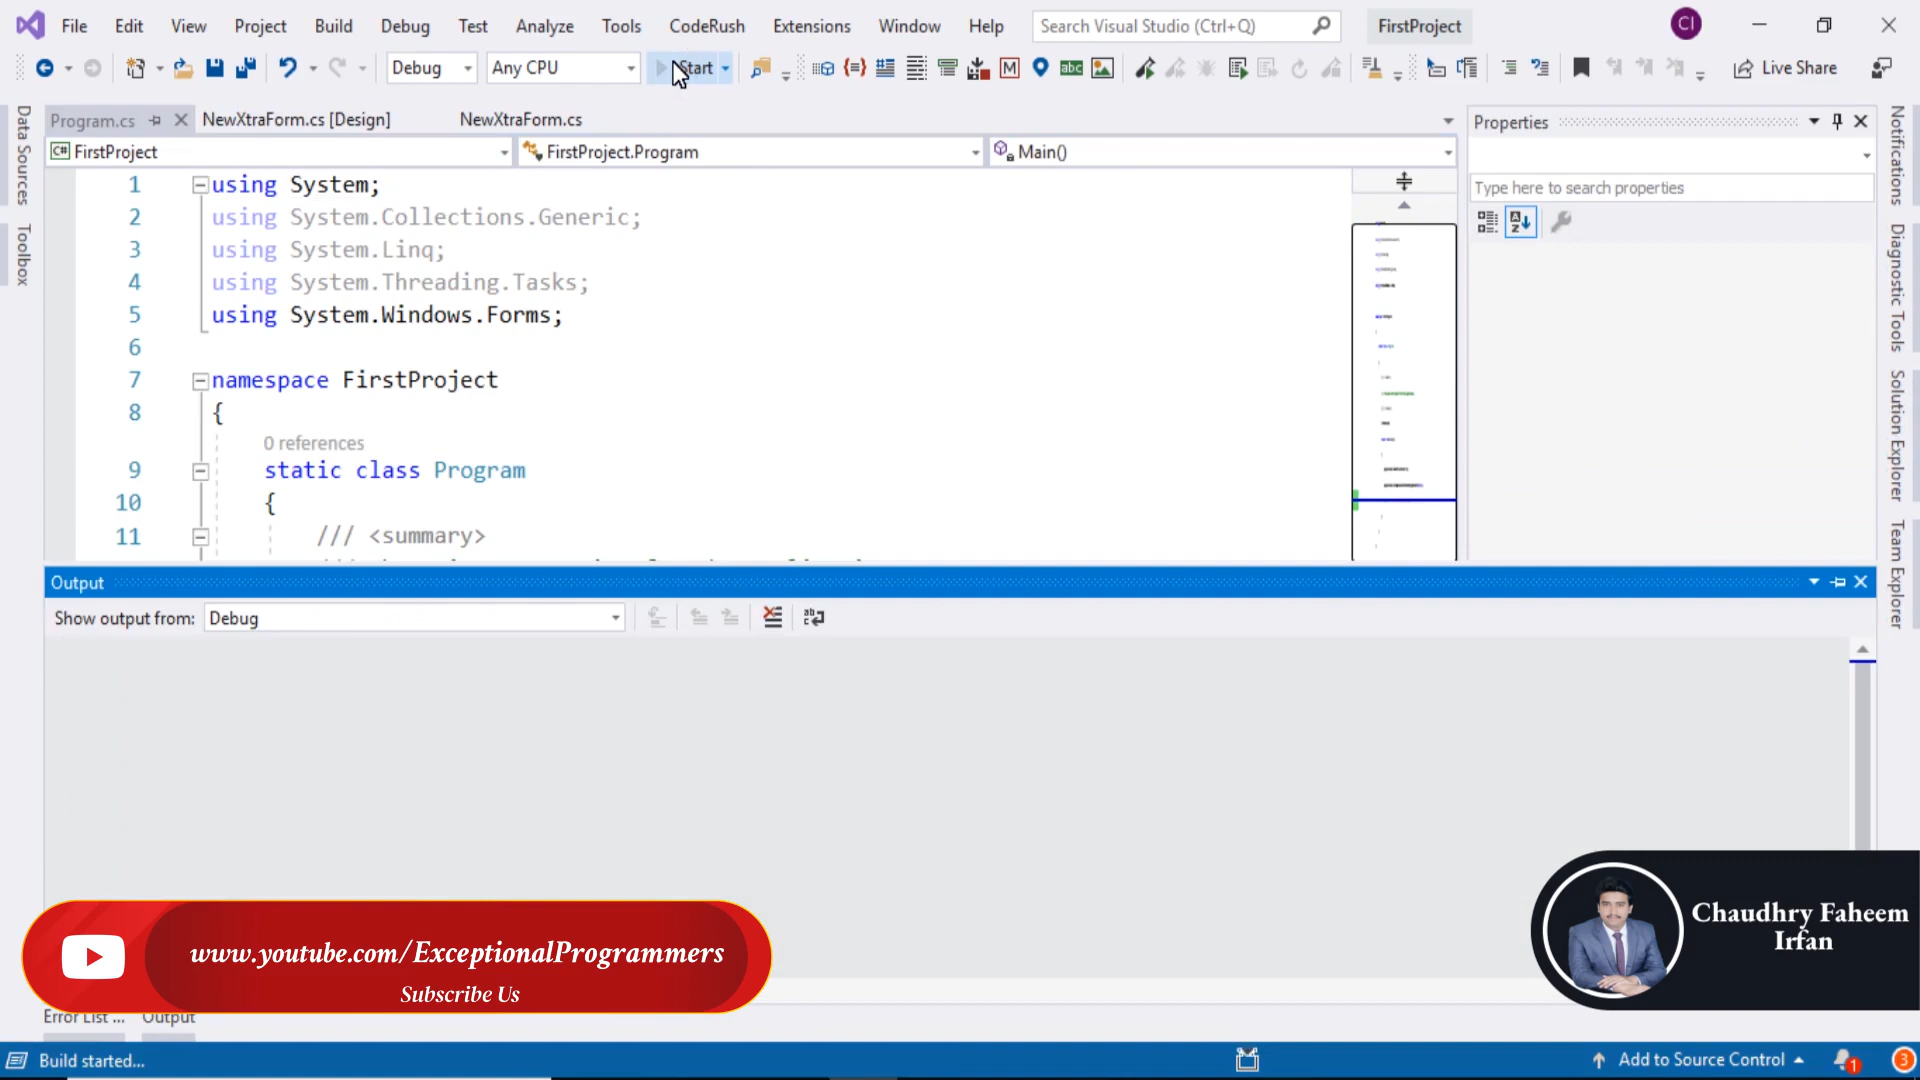 File Edit View Project Build Debug Test Analyze Tools CodeRush Extensions Window Help Search Visual Studio (Ctrl+Q) FirstProject CI
Debug Any CPU Start Live Share
Program.cs NewXtraForm.cs [Design] NewXtraForm.cs
C# FirstProject FirstProject.Program Main()
1 using System;
2 using System.Collections.Generic;
3 using System.Linq;
4 using System.Threading.Tasks;
5 using System.Windows.Forms;
6
7 namespace FirstProject
8 {
0 references
9 static class Program
10 {
11 /// <summary>
Properties
Type here to search properties
Data Sources
Toolbox
Notifications
Diagnostic Tools
Solution Explorer
Team Explorer
Output
Show output from: Debug
www.youtube.com/ExceptionalProgrammers
Subscribe Us
Chaudhry Faheem
Irfan
Error List ... Output
Build started... Add to Source Control 1 3